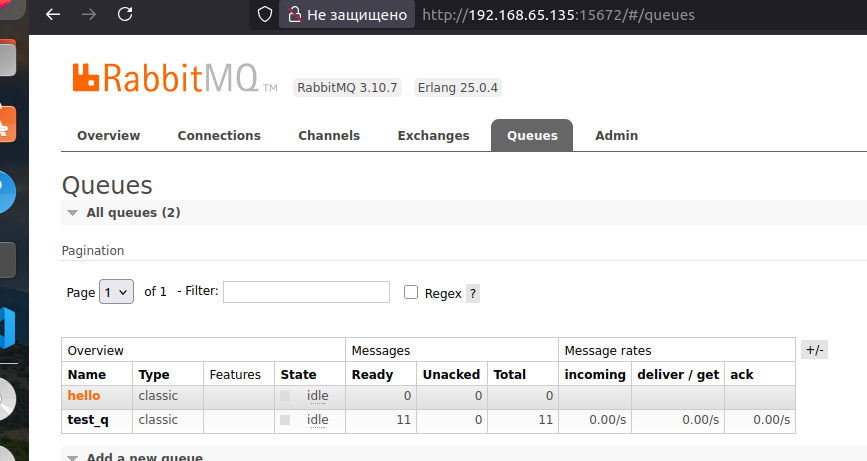 Не защищено http://192.168.65.135:15672/#/queues
RabbitMQ TM RabbitMQ 3.10.7 Erlang 25.0.4
Overview Connections Channels Exchanges Queues Admin
Queues
All queues (2)
Pagination
Page 1 of 1 - Filter: Regex ?
Overview Messages Message rates +/-
Name Type Features State Ready Unacked Total incoming deliver / get ack
hello classic idle 0 0 0
test_q classic idle 11 0 11 0.00/s 0.00/s 0.00/s
Add a new queue